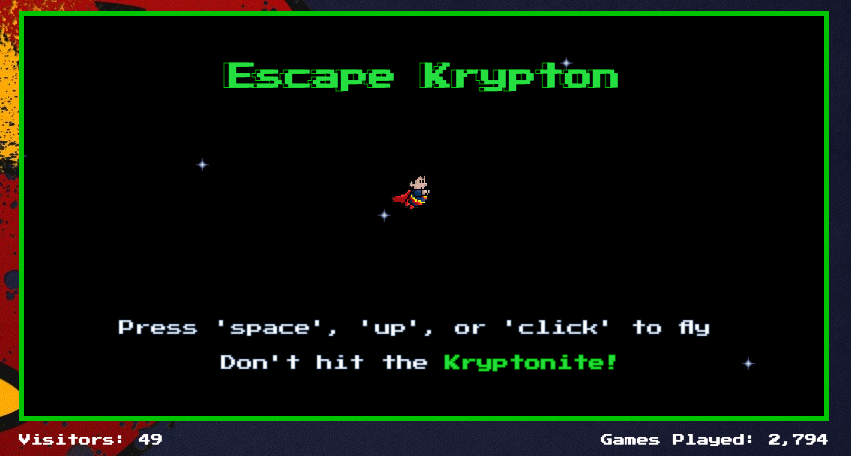 Escape Krypton
Press 'space', 'up', or 'click' to fly
Don't hit the Kryptonite!
Visitors: 49
Games Played: 2,794